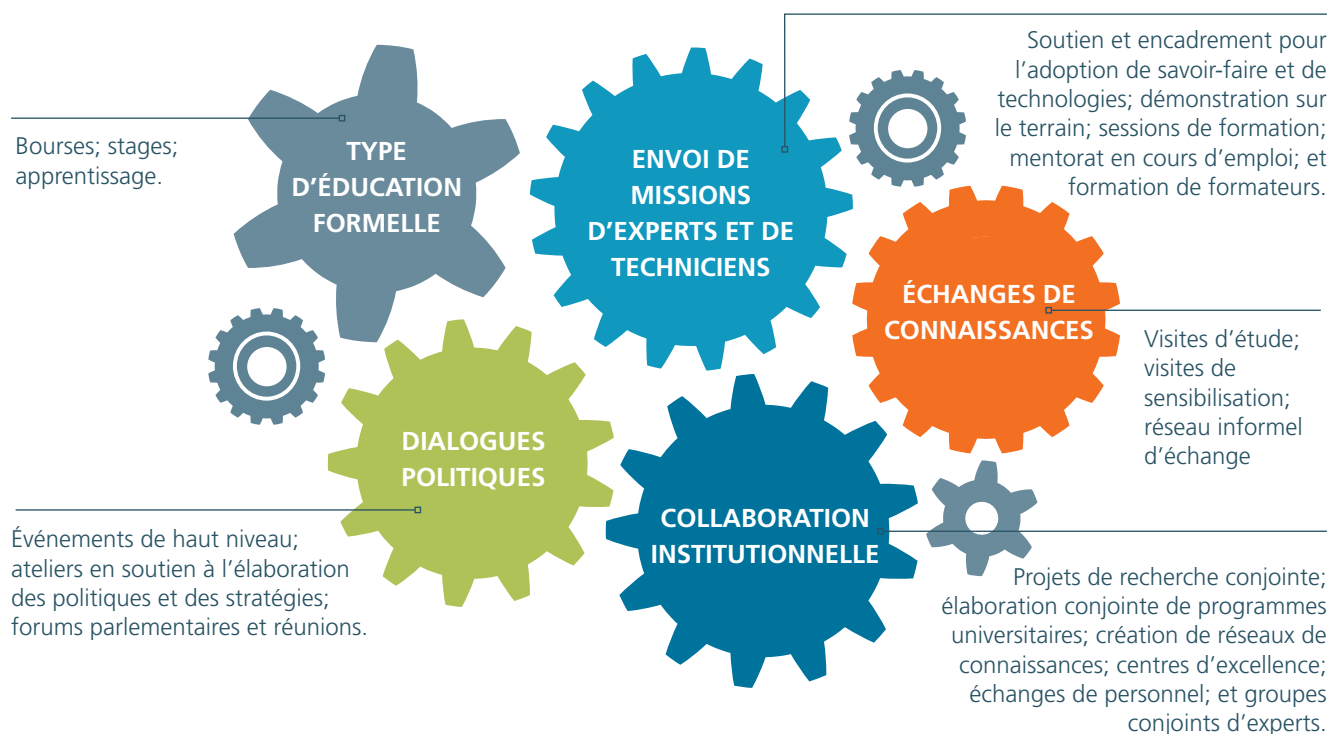 Bourses; stages;
apprentissage.
TYPE
D’ÉDUCATION
FORMELLE
ENVOI DE
MISSIONS
D’EXPERTS ET DE
TECHNICIENS
Soutien et encadrement pour
l’adoption de savoir-faire et de
technologies; démonstration sur
le terrain; sessions de formation;
mentorat en cours d’emploi; et
formation de formateurs.
ÉCHANGES DE
CONNAISSANCES
Visites d’étude;
visites de
sensibilisation;
réseau informel
d’échange
DIALOGUES
POLITIQUES
Événements de haut niveau;
ateliers en soutien à l’élaboration
des politiques et des stratégies;
forums parlementaires et réunions.
COLLABORATION
INSTITUTIONNELLE
Projets de recherche conjointe;
élaboration conjointe de programmes
universitaires; création de réseaux de
connaissances; centres d’excellence;
échanges de personnel; et groupes
conjoints d’experts.